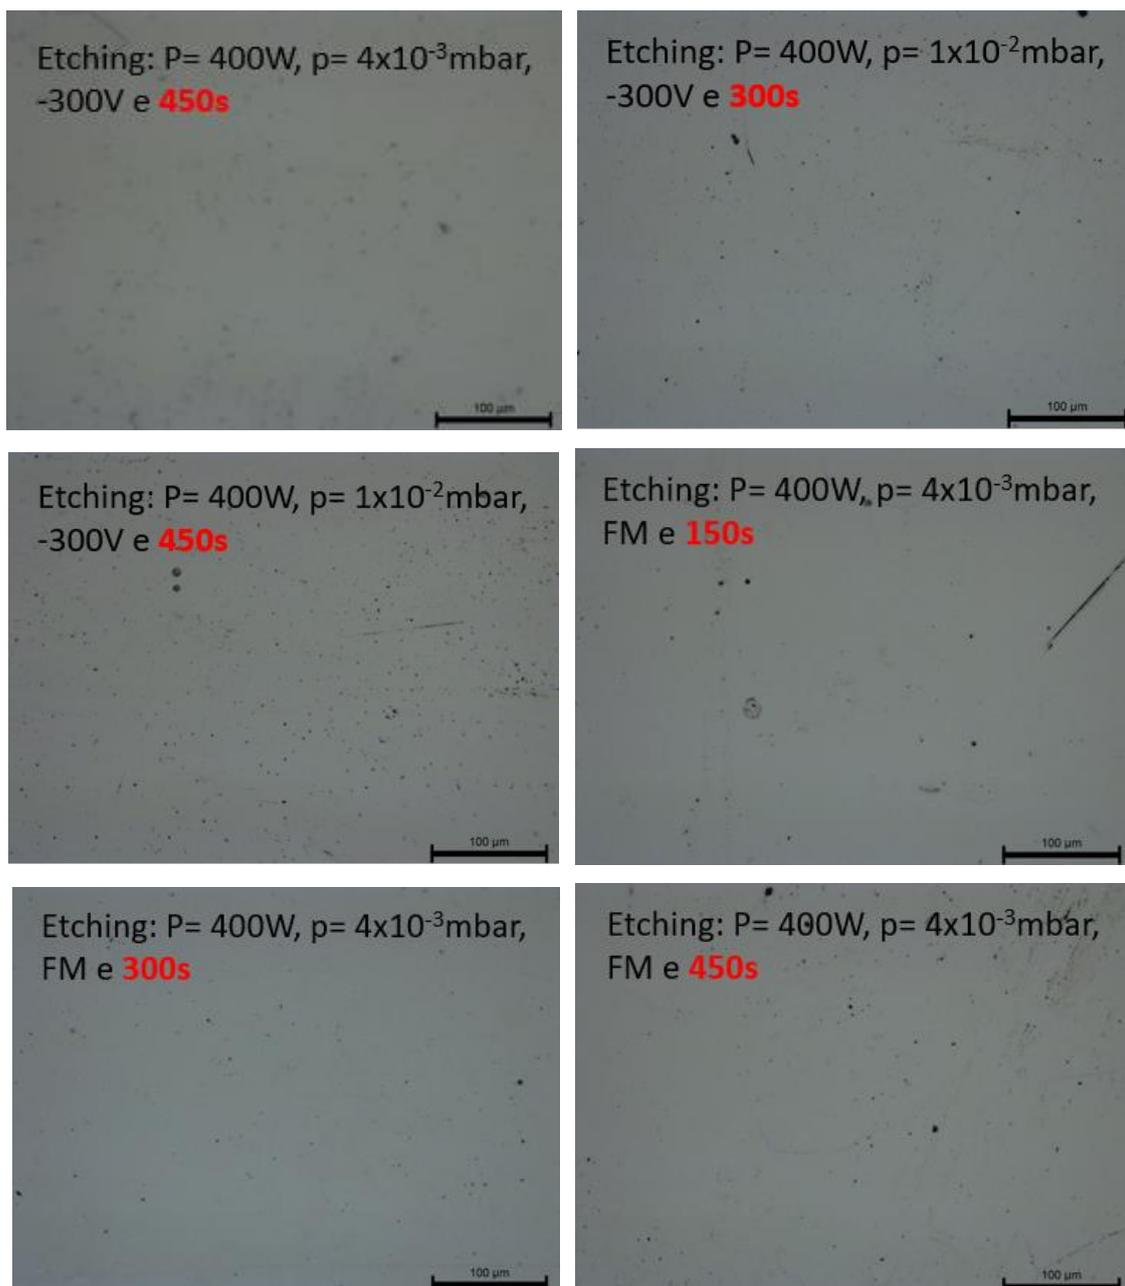 Etching: P= 400W, p= 4x10⁻³mbar,
-300V e 450s
100 µm
Etching: P= 400W, p= 1x10⁻²mbar,
-300V e 300s
100 µm
Etching: P= 400W, p= 1x10⁻²mbar,
-300V e 450s
100 µm
Etching: P= 400W, p= 4x10⁻³mbar,
FM e 150s
100 µm
Etching: P= 400W, p= 4x10⁻³mbar,
FM e 300s
100 µm
Etching: P= 400W, p= 4x10⁻³mbar,
FM e 450s
100 µm